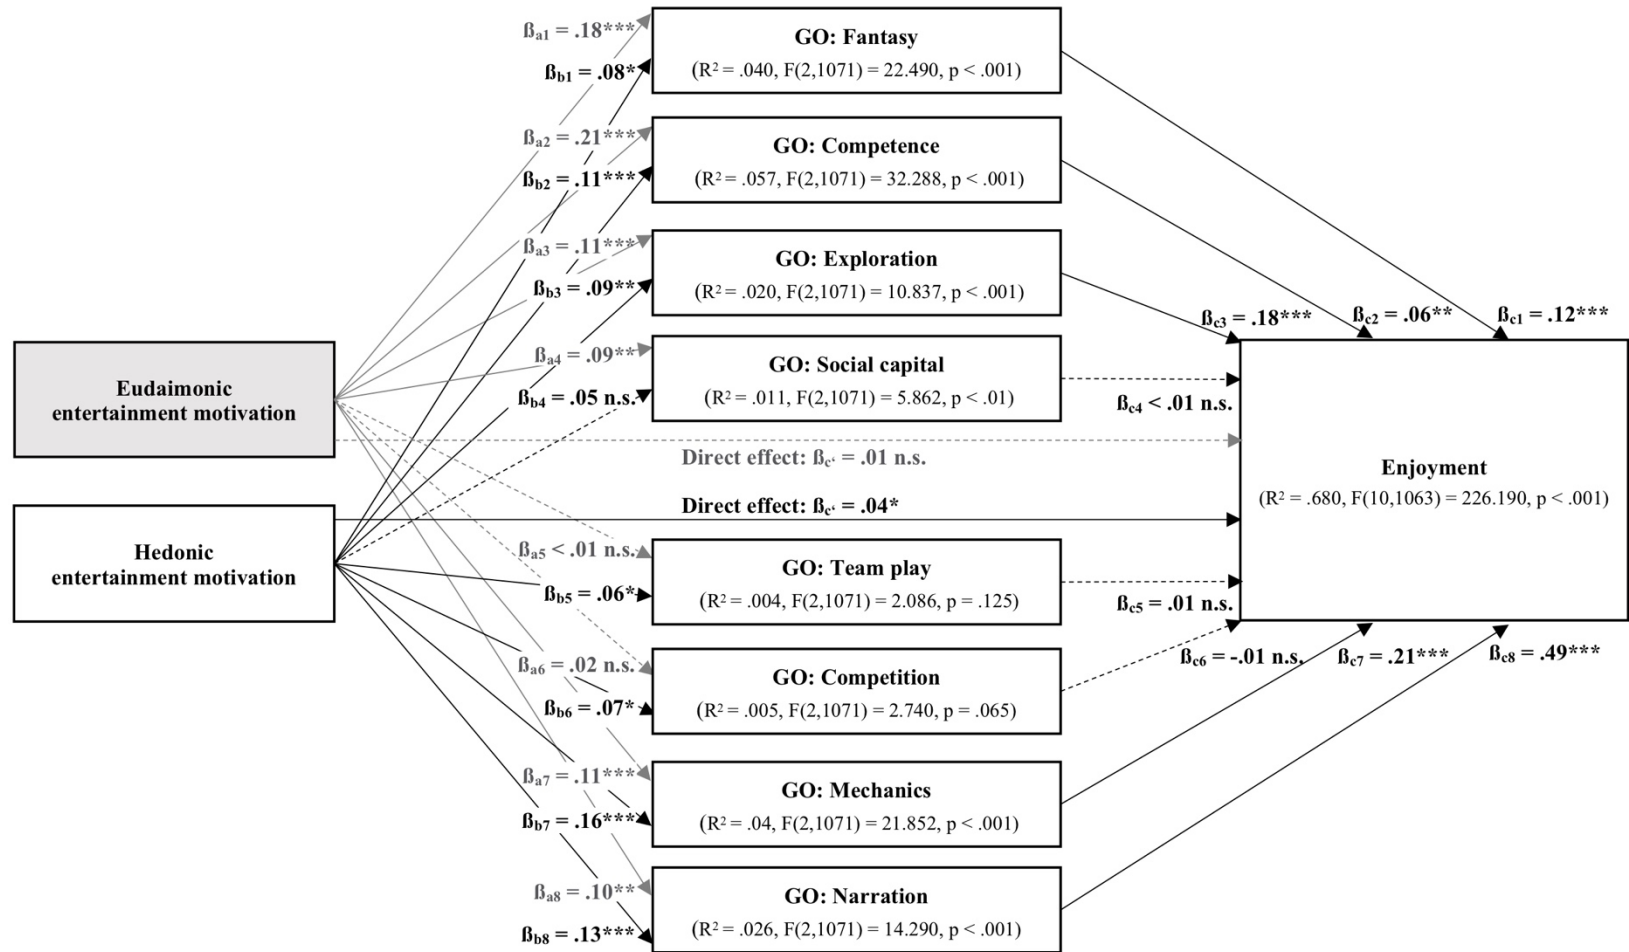 ßa1 = .18***
GO: Fantasy
(R² = .040, F(2,1071) = 22.490, p < .001)
ßb1 = .08*
ßa2 = .21***
GO: Competence
(R² = .057, F(2,1071) = 32.288, p < .001)
ßb2 = .11***
ßa3 = .11***
GO: Exploration
(R² = .020, F(2,1071) = 10.837, p < .001)
ßb3 = .09**
ßc3 = .18***
ßc2 = .06**
ßc1 = .12***
ßa4 = .09**
GO: Social capital
(R² = .011, F(2,1071) = 5.862, p < .01)
ßb4 = .05 n.s.
ßc4 < .01 n.s.
Eudaimonic
entertainment motivation
Direct effect: ßc‘ = .01 n.s.
Enjoyment
(R² = .680, F(10,1063) = 226.190, p < .001)
Direct effect: ßc‘ = .04*
Hedonic
entertainment motivation
ßa5 < .01 n.s.
GO: Team play
(R² = .004, F(2,1071) = 2.086, p = .125)
ßb5 = .06*
ßc5 = .01 n.s.
ßa6 = .02 n.s.
GO: Competition
(R² = .005, F(2,1071) = 2.740, p = .065)
ßb6 = .07*
ßc6 = -.01 n.s.
ßc7 = .21***
ßc8 = .49***
ßa7 = .11***
GO: Mechanics
(R² = .04, F(2,1071) = 21.852, p < .001)
ßb7 = .16***
ßa8 = .10**
GO: Narration
(R² = .026, F(2,1071) = 14.290, p < .001)
ßb8 = .13***